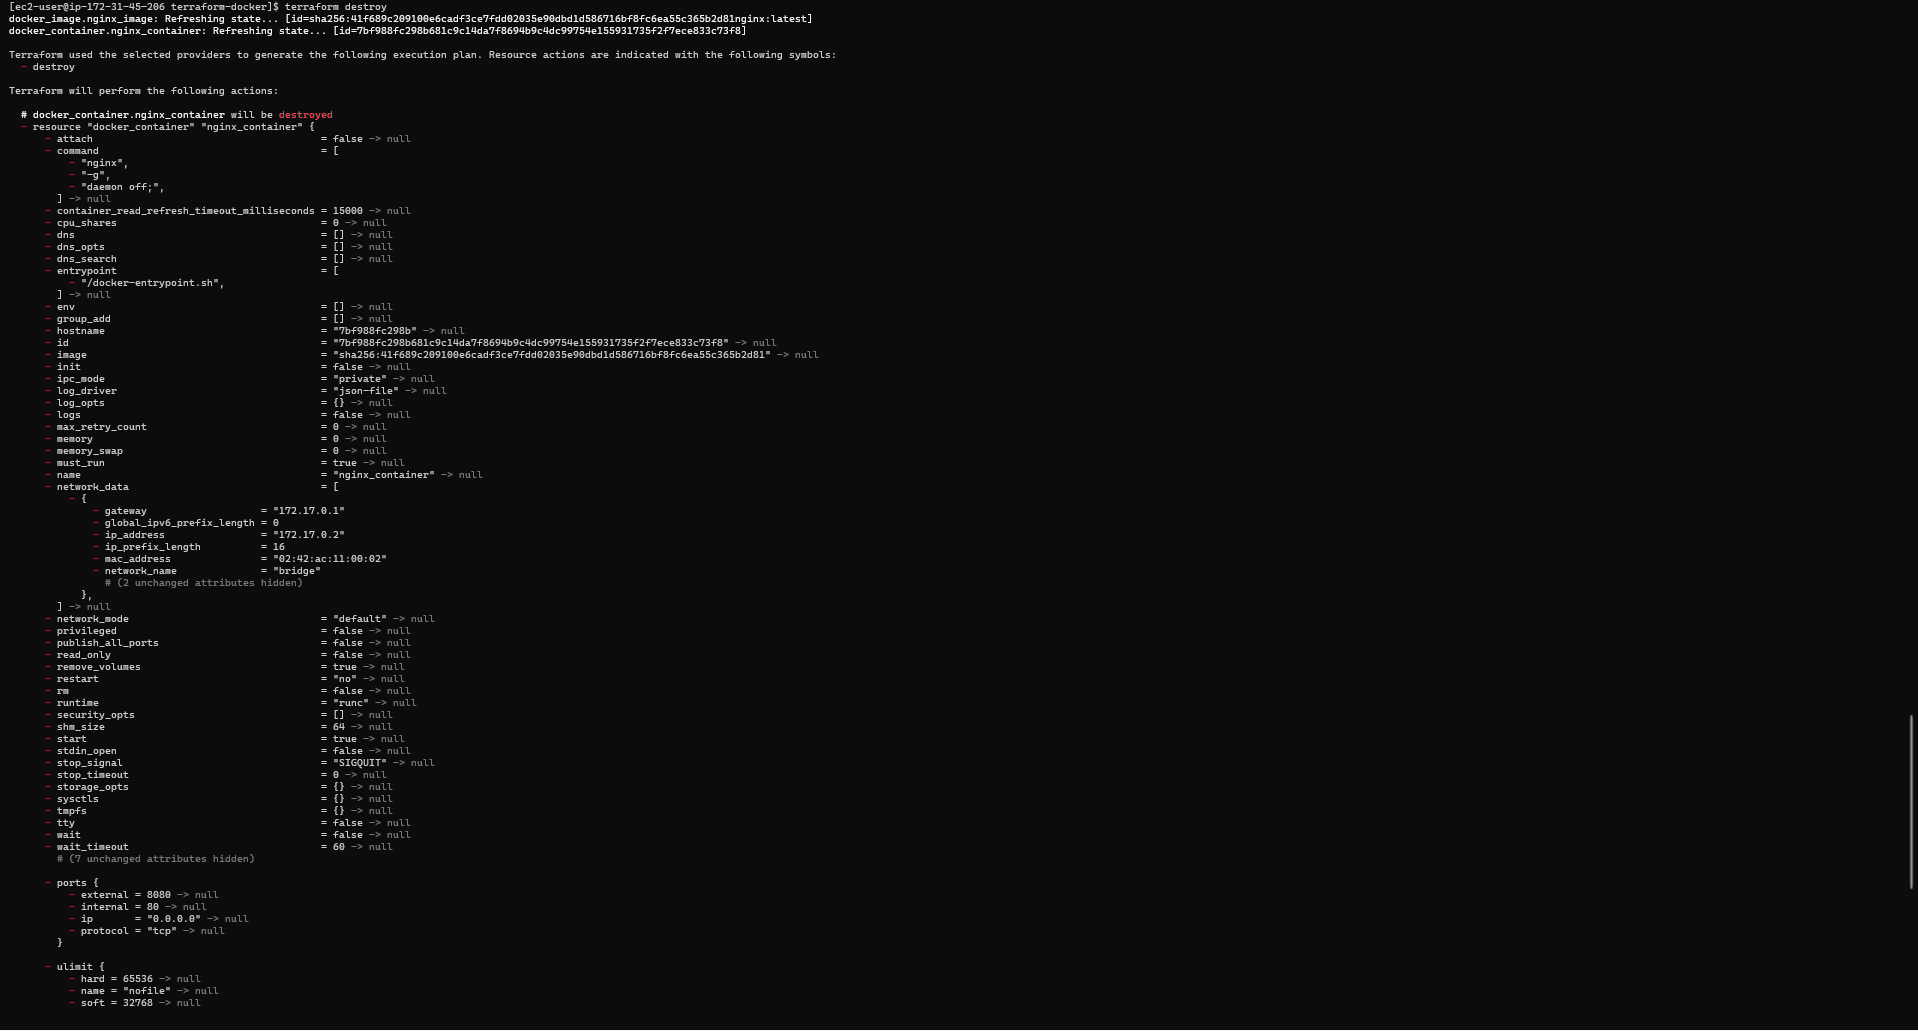 [ec2-user@ip-172-31-45-206 terraform-docker]$ terraform destroy
docker_image.nginx_image: Refreshing state... [id=sha256:41f689c209100e6cadf3ce7fdd02035e90dbd1d586716bf8fc6ea55c365b2d81nginx:latest]
docker_container.nginx_container: Refreshing state... [id=7bf988fc298b681c9c14da7f8694b9c4dc99754e155931735f2f7ece833c73f8]
Terraform used the selected providers to generate the following execution plan. Resource actions are indicated with the following symbols:
  - destroy
Terraform will perform the following actions:
  # docker_container.nginx_container will be destroyed
  - resource "docker_container" "nginx_container" {
      - attach                                      = false -> null
      - command                                     = [
          - "nginx",
          - "-g",
          - "daemon off;",
        ] -> null
      - container_read_refresh_timeout_milliseconds = 15000 -> null
      - cpu_shares                                  = 0 -> null
      - dns                                         = [] -> null
      - dns_opts                                    = [] -> null
      - dns_search                                  = [] -> null
      - entrypoint                                  = [
          - "/docker-entrypoint.sh",
        ] -> null
      - env                                         = [] -> null
      - group_add                                   = [] -> null
      - hostname                                    = "7bf988fc298b" -> null
      - id                                          = "7bf988fc298b681c9c14da7f8694b9c4dc99754e155931735f2f7ece833c73f8" -> null
      - image                                       = "sha256:41f689c209100e6cadf3ce7fdd02035e90dbd1d586716bf8fc6ea55c365b2d81" -> null
      - init                                        = false -> null
      - ipc_mode                                    = "private" -> null
      - log_driver                                  = "json-file" -> null
      - log_opts                                    = {} -> null
      - logs                                        = false -> null
      - max_retry_count                             = 0 -> null
      - memory                                      = 0 -> null
      - memory_swap                                 = 0 -> null
      - must_run                                    = true -> null
      - name                                        = "nginx_container" -> null
      - network_data                                = [
          - {
              - gateway                   = "172.17.0.1"
              - global_ipv6_prefix_length = 0
              - ip_address                = "172.17.0.2"
              - ip_prefix_length          = 16
              - mac_address               = "02:42:ac:11:00:02"
              - network_name              = "bridge"
                # (2 unchanged attributes hidden)
            },
        ] -> null
      - network_mode                                = "default" -> null
      - privileged                                  = false -> null
      - publish_all_ports                           = false -> null
      - read_only                                   = false -> null
      - remove_volumes                              = true -> null
      - restart                                     = "no" -> null
      - rm                                          = false -> null
      - runtime                                     = "runc" -> null
      - security_opts                               = [] -> null
      - shm_size                                    = 64 -> null
      - start                                       = true -> null
      - stdin_open                                  = false -> null
      - stop_signal                                 = "SIGQUIT" -> null
      - stop_timeout                                = 0 -> null
      - storage_opts                                = {} -> null
      - sysctls                                     = {} -> null
      - tmpfs                                       = {} -> null
      - tty                                         = false -> null
      - wait                                        = false -> null
      - wait_timeout                                = 60 -> null
        # (7 unchanged attributes hidden)
      - ports {
          - external = 8080 -> null
          - internal = 80 -> null
          - ip       = "0.0.0.0" -> null
          - protocol = "tcp" -> null
        }
      - ulimit {
          - hard = 65536 -> null
          - name = "nofile" -> null
          - soft = 32768 -> null